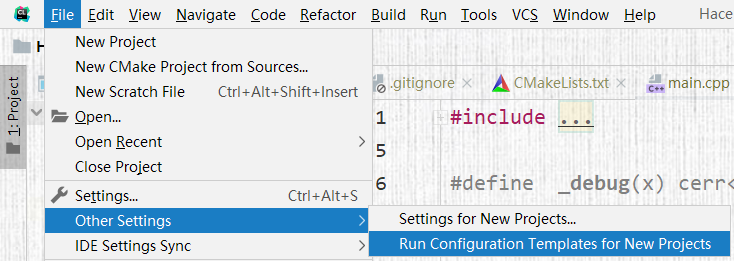 File Edit View Navigate Code Refactor Build Run Tools VCS Window Help Hace
New Project
New CMake Project from Sources...
New Scratch File Ctrl+Alt+Shift+Insert
Open...
Open Recent
Close Project
Settings... Ctrl+Alt+S
Other Settings
IDE Settings Sync
Settings for New Projects...
Run Configuration Templates for New Projects
H
1: Project
.gitignore CMakeLists.txt main.cpp
1 #include ...
5
6 #define _debug(x) cerr<